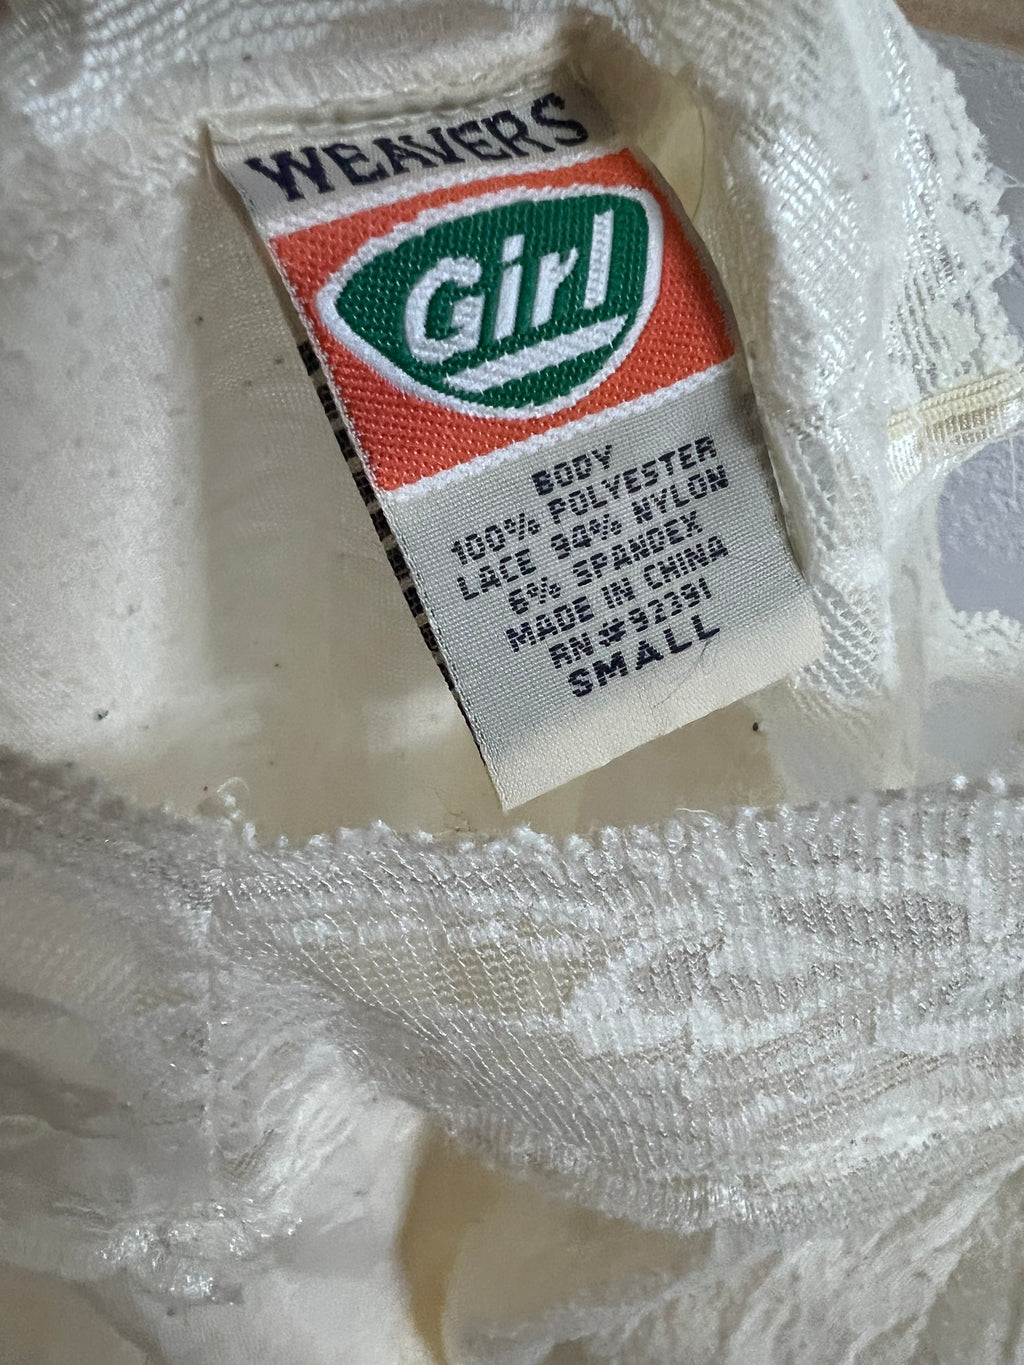 WEAVERS
Girl
BODY
100% POLYESTER
LACE 94% NYLON
6% SPANDEX
MADE IN CHINA
RN#92391
SMALL